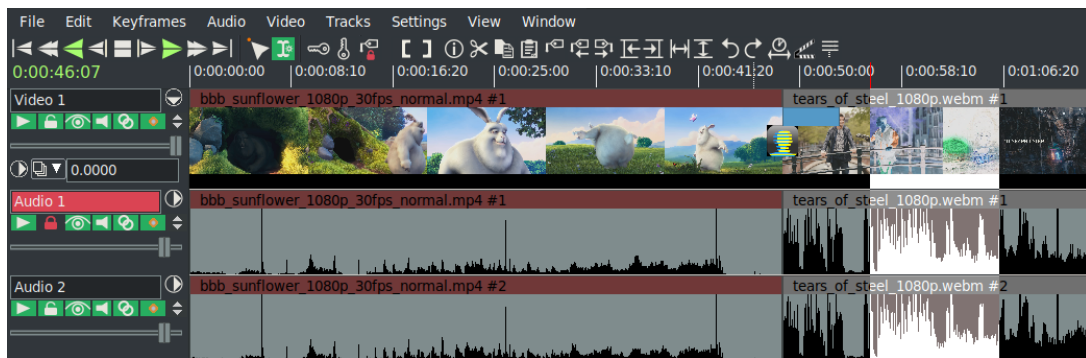 File Edit Keyframes Audio Video Tracks Settings View Window
0:00:46:07 0:00:00:00 0:00:08:10 0:00:16:20 0:00:25:00 0:00:33:10 0:00:41:20 0:00:50:00 0:00:58:10 0:01:06:20
Video 1 bbb_sunflower_1080p_30fps_normal.mp4 #1 tears_of_steel_1080p.webm #1
0.0000
Audio 1 bbb_sunflower_1080p_30fps_normal.mp4 #1 tears_of_steel_1080p.webm #1
Audio 2 bbb_sunflower_1080p_30fps_normal.mp4 #2 tears_of_steel_1080p.webm #2